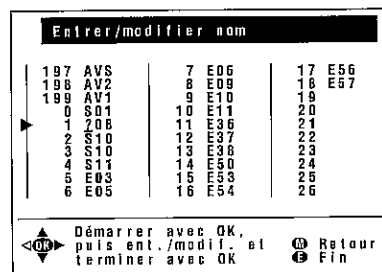 Entrer/modifier nom
197 AVS 7 E06 17 E56
198 AV2 8 E09 18 E57
199 AV1 9 E10 19
0 S01 10 E11 20
1 ?0B 11 E36 21
2 S10 12 E37 22
3 S10 13 E38 23
4 S11 14 E50 24
5 E03 15 E53 25
6 E05 16 E54 26
Démarrer avec OK,
OK puis ent./modif. et M Retour
terminer avec OK E Fin